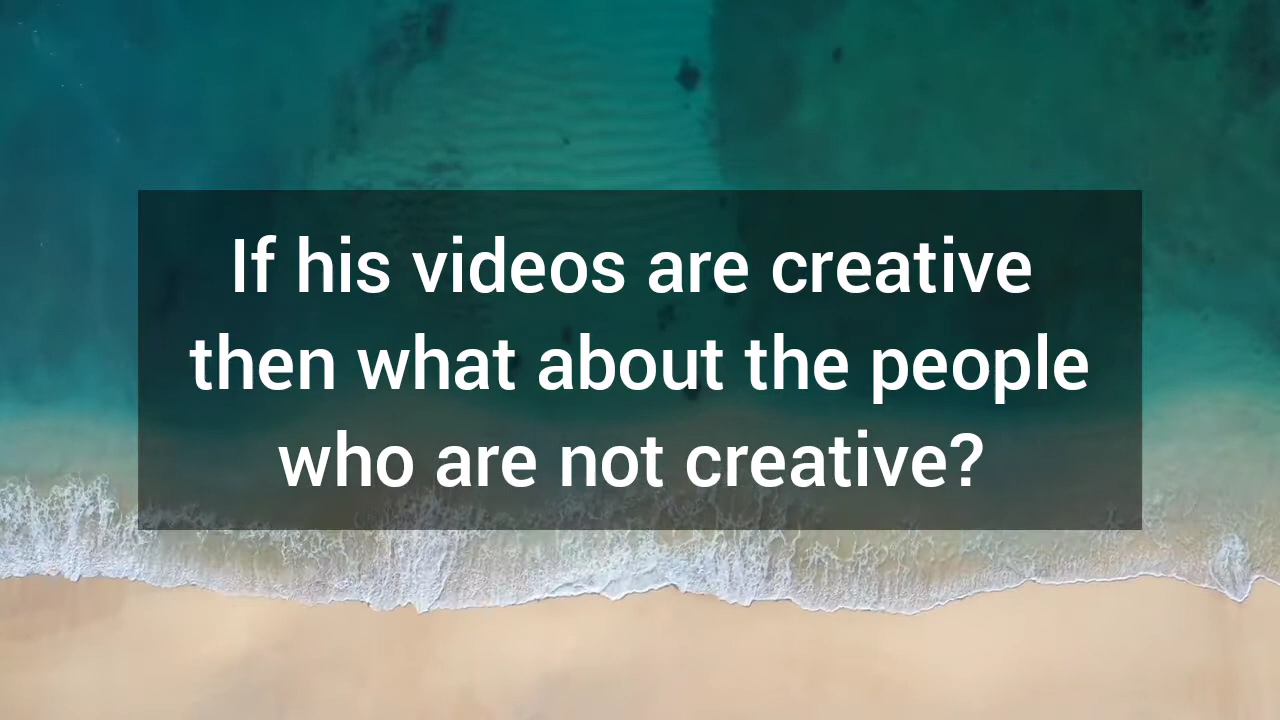 If his videos are creative
then what about the people
who are not creative?